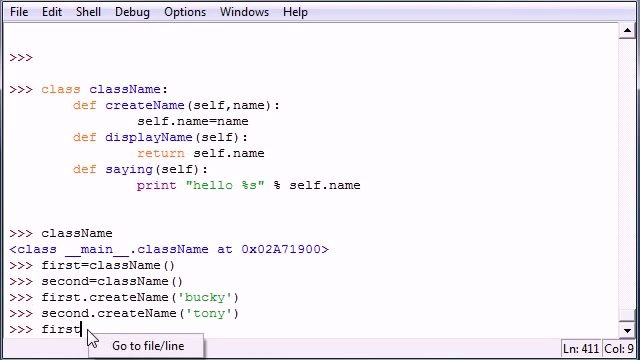 File Edit Shell Debug Options Windows Help
>>>
>>> class className:
def createName(self,name):
self.name=name
def displayName(self):
return self.name
def saying(self):
print "hello %s" % self.name
>>> className
<class __main__.className at 0x02A71900>
>>> first=className()
>>> second=className()
>>> first.createName('bucky')
>>> second.createName('tony')
>>> first
Go to file/line
Ln: 411 Col: 9